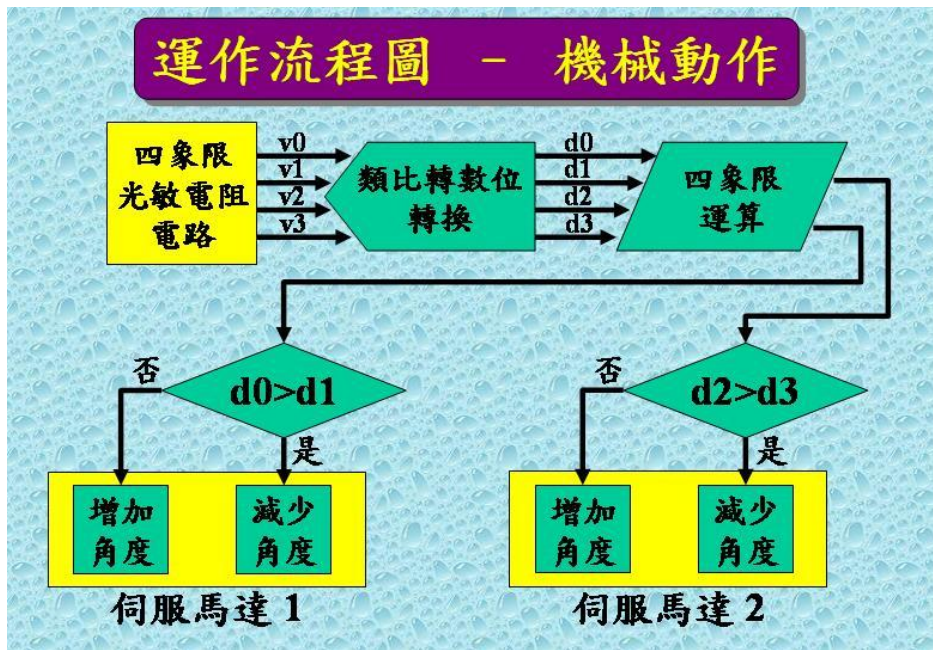 運作流程圖 - 機械動作
四象限
光敏電阻
電路
v0
v1
v2
v3
類比轉數位
轉換
d0
d1
d2
d3
四象限
運算
否
d0>d1
是
增加
角度
減少
角度
伺服馬達 1
否
d2>d3
是
增加
角度
減少
角度
伺服馬達 2